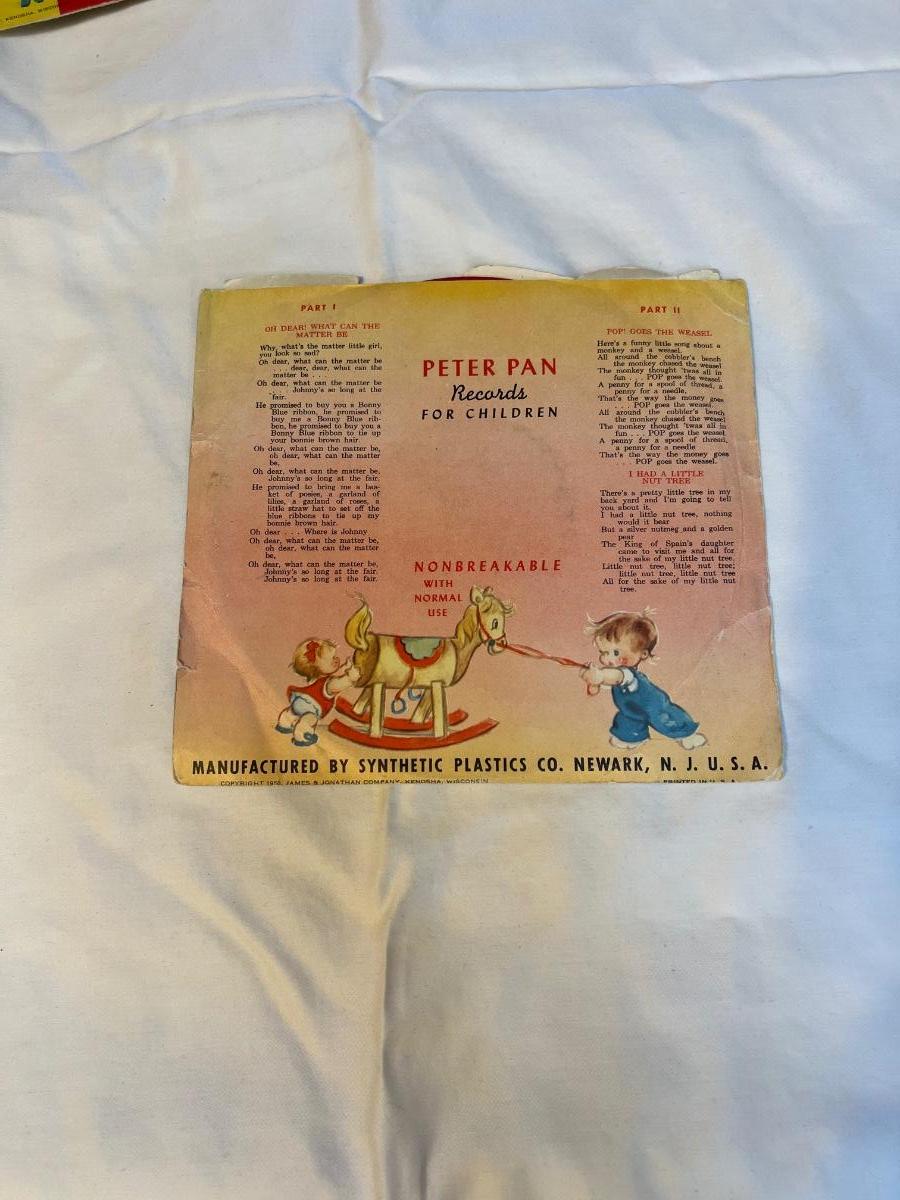 KENOSHA, WISCON
PART I
OH DEAR! WHAT CAN THE
MATTER BE
Why, what's the matter little girl,
you look so sad?
Oh dear, what can the matter be
. . . dear, dear, what can the
matter be . . .
Oh dear, what can the matter be
. . . Johnny's so long at the
fair.
He promised to buy you a Bonny
Blue ribbon, he promised to
buy me a Bonny Blue rib-
bon, he promised to buy you a
Bonny Blue ribbon to tie up
your bonnie brown hair.
Oh dear, what can the matter be,
oh dear, what can the matter
be,
Oh dear, what can the matter be,
Johnny's so long at the fair.
He promised to bring me a bas-
ket of posies, a garland of
lilies, a garland of roses, a
little straw hat to set off the
blue ribbons to tie up my
bonnie brown hair.
Oh dear . . . Where is Johnny
Oh dear, what can the matter be,
oh dear, what can the matter
be,
Oh dear, what can the matter be,
Johnny's so long at the fair.
Johnny's so long at the fair.
PETER PAN
Records
FOR CHILDREN
NONBREAKABLE
WITH
NORMAL
USE
PART II
POP! GOES THE WEASEL
Here's a funny little song about a
monkey and a weasel.
All around the cobbler's bench
the monkey chased the weasel
The monkey thought 'twas all in
fun . . . POP goes the weasel.
A penny for a spool of thread, a
penny for a needle,
That's the way the money goes
. . . POP goes the weasel.
All around the cobbler's bench
the monkey chased the weasel
The monkey thought 'twas all in
fun . . . POP goes the weasel.
A penny for a spool of thread,
a penny for a needle
That's the way the money goes
. . . POP goes the weasel.
I HAD A LITTLE
NUT TREE
There's a pretty little tree in my
back yard and I'm going to tell
you about it.
I had a little nut tree, nothing
would it bear
But a silver nutmeg and a golden
pear
The King of Spain's daughter
came to visit me and all for
the sake of my little nut tree.
Little nut tree, little nut tree;
little nut tree, little nut tree
All for the sake of my little nut
tree.
MANUFACTURED BY SYNTHETIC PLASTICS CO. NEWARK, N. J. U. S. A.
COPYRIGHT JAMES & JONATHAN COMPANY, KENOSHA, WISCONSIN
PRINTED IN U. S. A.